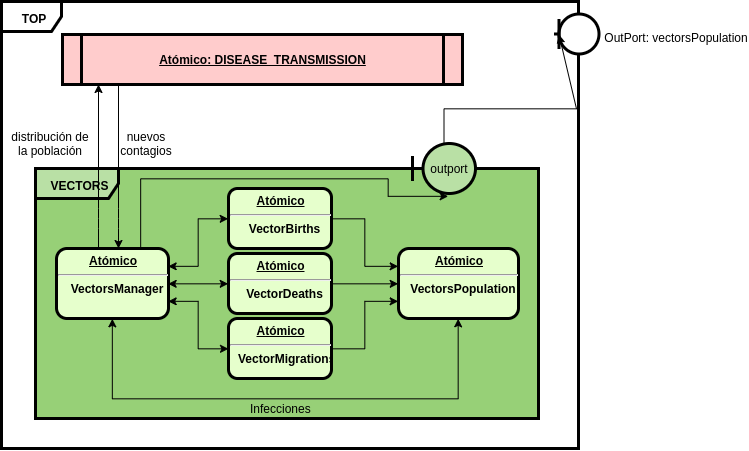 TOP
OutPort: vectorsPopulation
Atómico: DISEASE_TRANSMISSION
distribución de
la población
nuevos
contagios
outport
VECTORS
Atómico
VectorBirths
Atómico
VectorsManager
Atómico
VectorDeaths
Atómico
VectorsPopulation
Atómico
VectorMigrations
Infecciones